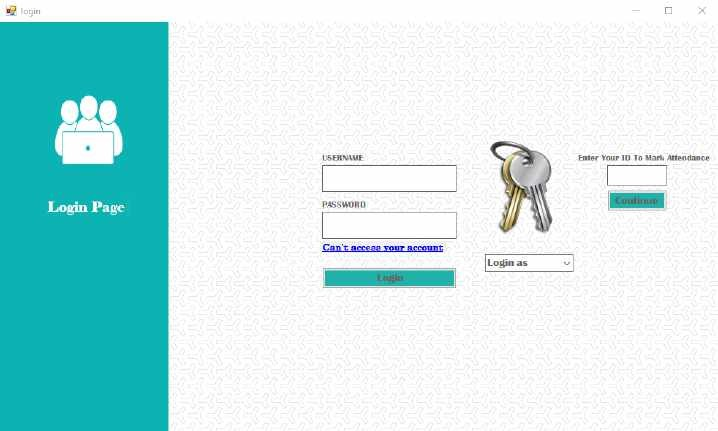 login
Login Page
USERNAME
PASSWORD
Can't access your account
Login
Login as
Enter Your ID To Mark Attendance
Continue